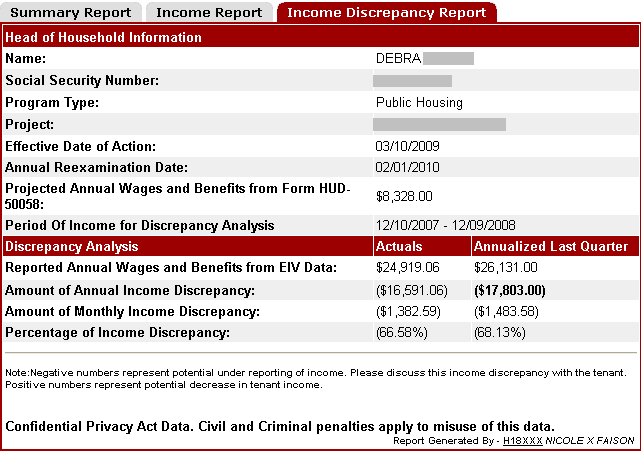 Summary Report Income Report Income Discrepancy Report
Head of Household Information
Name: DEBRA
Social Security Number:
Program Type: Public Housing
Project:
Effective Date of Action: 03/10/2009
Annual Reexamination Date: 02/01/2010
Projected Annual Wages and Benefits from Form HUD-
50058: $8,328.00
Period Of Income for Discrepancy Analysis 12/10/2007 - 12/09/2008
Discrepancy Analysis Actuals Annualized Last Quarter
Reported Annual Wages and Benefits from EIV Data: $24,919.06 $26,131.00
Amount of Annual Income Discrepancy: ($16,591.06) ($17,803.00)
Amount of Monthly Income Discrepancy: ($1,382.59) ($1,483.58)
Percentage of Income Discrepancy: (66.58%) (68.13%)
Note:Negative numbers represent potential under reporting of income. Please discuss this income discrepancy with the tenant.
Positive numbers represent potential decrease in tenant income.
Confidential Privacy Act Data. Civil and Criminal penalties apply to misuse of this data.
Report Generated By - H18XXX NICOLE X FAISON